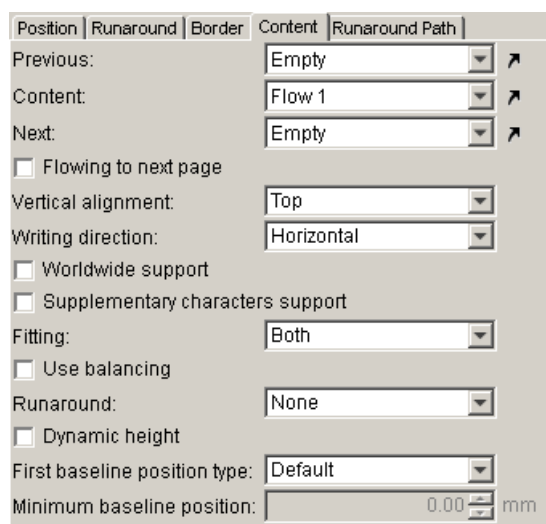 Position Runaround Border Content Runaround Path
Previous: Empty
Content: Flow 1
Next: Empty
Flowing to next page
Vertical alignment: Top
Writing direction: Horizontal
Worldwide support
Supplementary characters support
Fitting: Both
Use balancing
Runaround: None
Dynamic height
First baseline position type: Default
Minimum baseline position: 0.00 mm